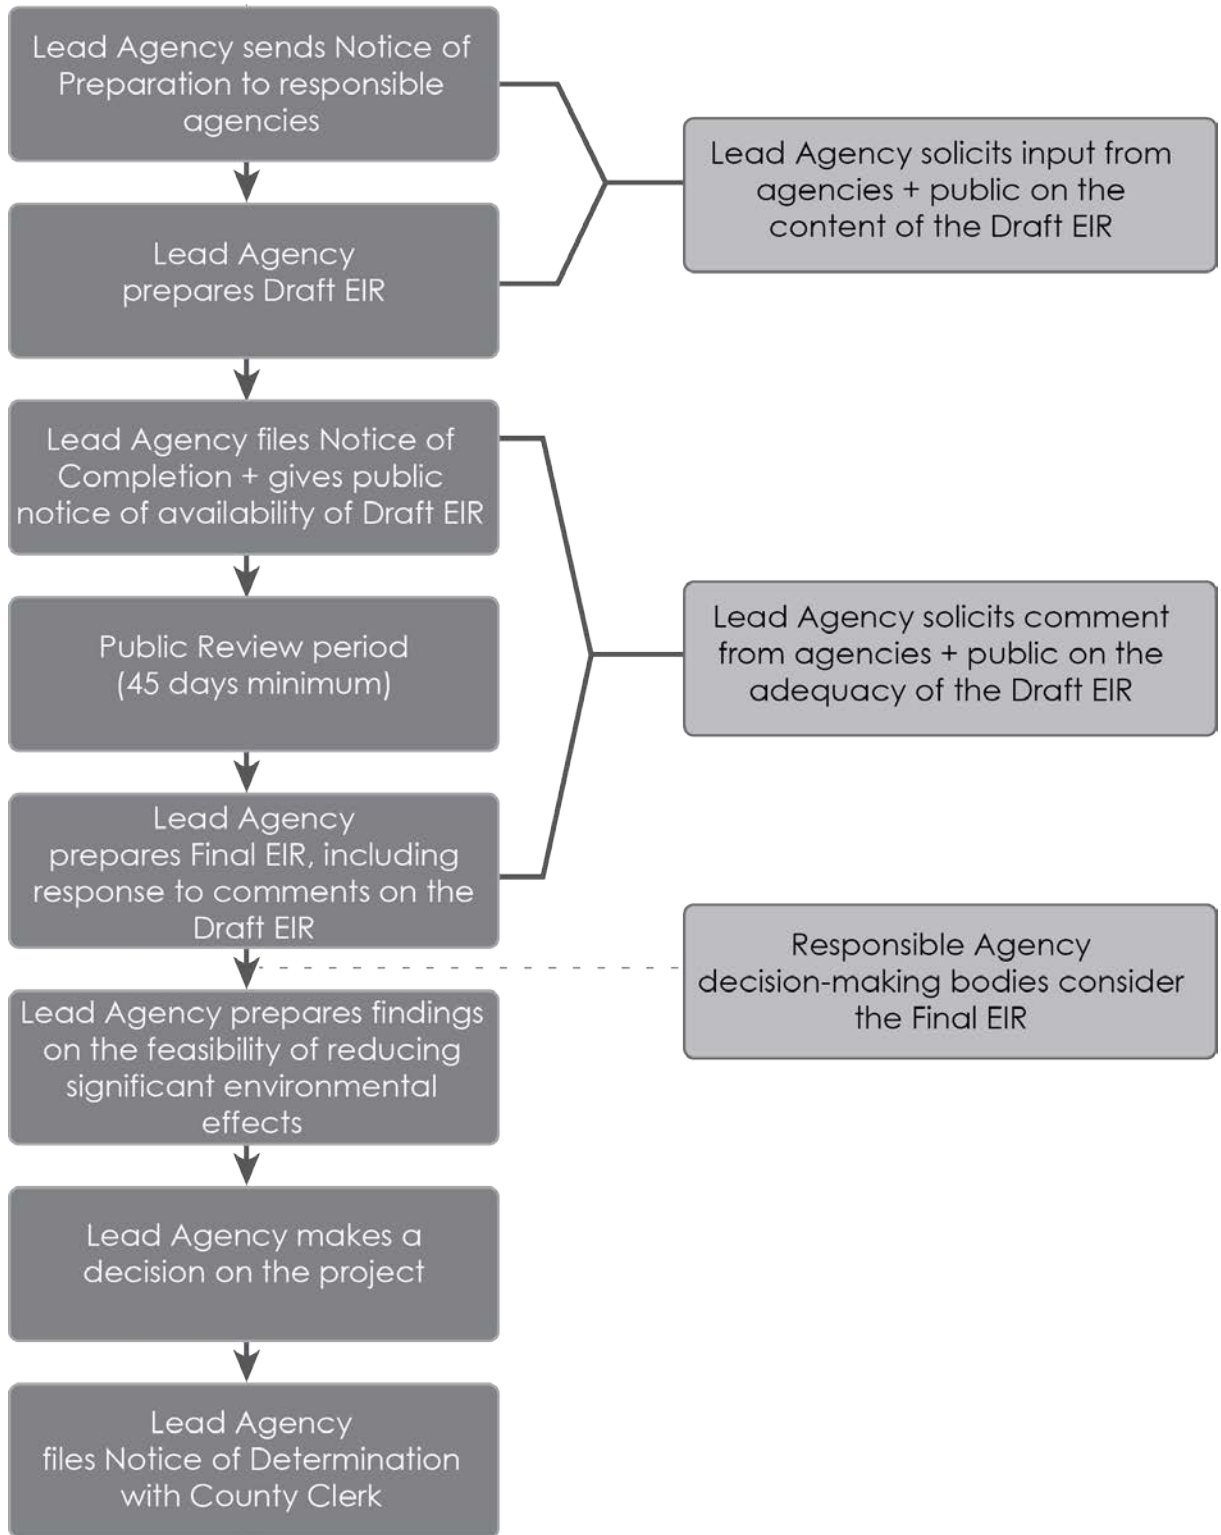 Lead Agency sends Notice of
Preparation to responsible
agencies
Lead Agency solicits input from
agencies + public on the
content of the Draft EIR
Lead Agency
prepares Draft EIR
Lead Agency files Notice of
Completion + gives public
notice of availability of Draft EIR
Public Review period
(45 days minimum)
Lead Agency solicits comment
from agencies + public on the
adequacy of the Draft EIR
Lead Agency
prepares Final EIR, including
response to comments on the
Draft EIR
Responsible Agency
decision-making bodies consider
the Final EIR
Lead Agency prepares findings
on the feasibility of reducing
significant environmental
effects
Lead Agency makes a
decision on the project
Lead Agency
files Notice of Determination
with County Clerk